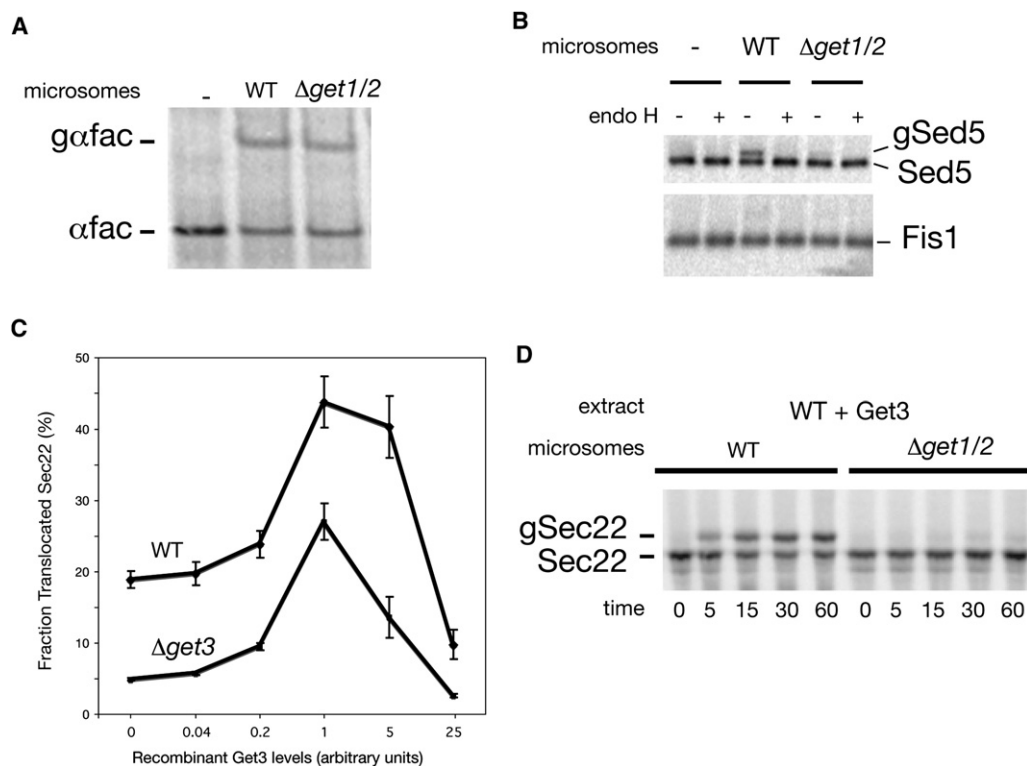 A
microsomes - WT Δget1/2
gαfac
αfac
B
microsomes - WT Δget1/2
endo H - + - + - +
gSed5
Sed5
Fis1
C
Fraction Translocated Sec22 (%)
50
40
30
20
10
0
WT
Δget3
0 0.04 0.2 1 5 25
Recombinant Get3 levels (arbitrary units)
D
extract WT + Get3
microsomes WT Δget1/2
gSec22
Sec22
time 0 5 15 30 60 0 5 15 30 60